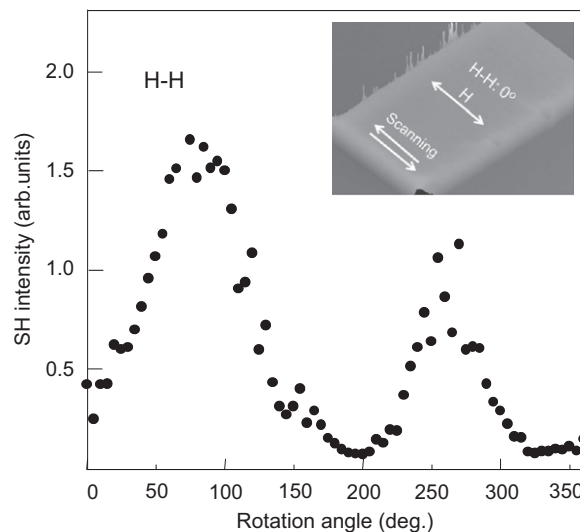 2.0
H-H
H-H: 0°
H
Scanning
1.5
1.0
0.5
SH intensity (arb.units)
0 50 100 150 200 250 300 350
Rotation angle (deg.)